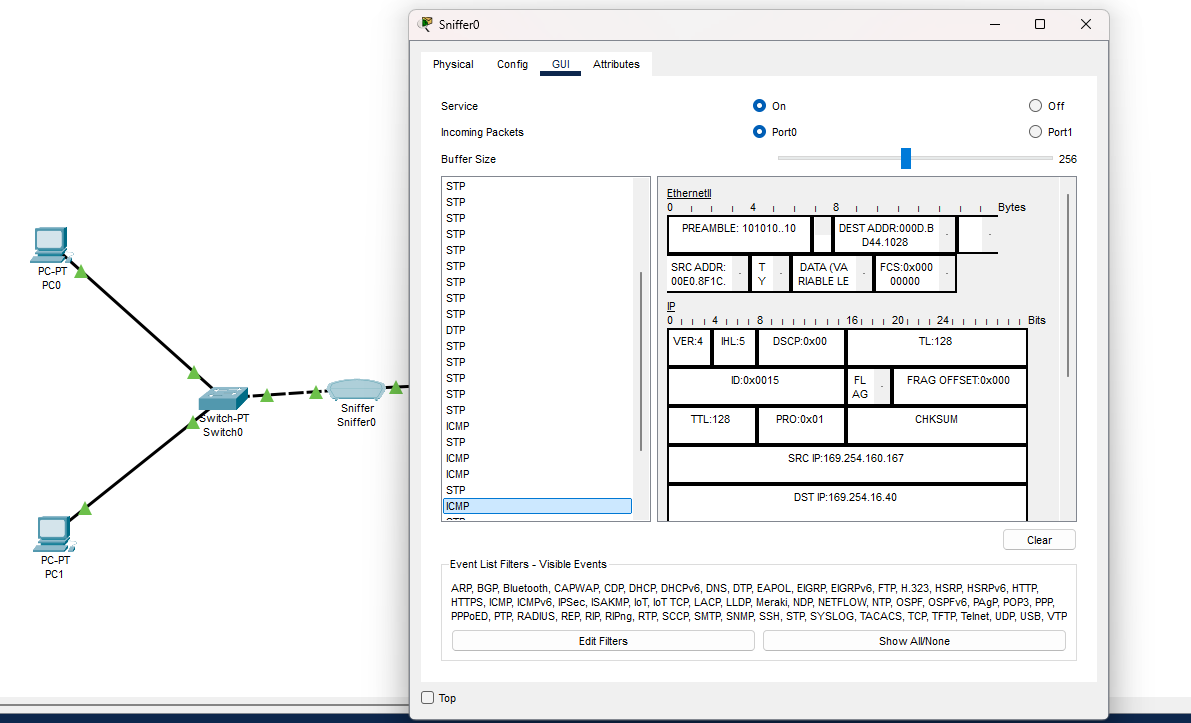 Sniffer0
Physical Config GUI Attributes
Service On Off
Incoming Packets Port0 Port1
Buffer Size 256
STP
STP
STP
STP
STP
STP
STP
STP
STP
DTP
STP
STP
STP
STP
STP
ICMP
STP
ICMP
ICMP
STP
ICMP
STP
EthernetII
0 4 8 Bytes
PREAMBLE: 101010..10
DEST ADDR:000D.B
D44.1028
SRC ADDR:
00E0.8F1C.
T
Y
DATA (VA
RIABLE LE
FCS:0x000
00000
IP
0 4 8 16 20 24 Bits
VER:4 IHL:5 DSCP:0x00 TL:128
ID:0x0015
FL
AG
FRAG OFFSET:0x000
TTL:128 PRO:0x01 CHKSUM
SRC IP:169.254.160.167
DST IP:169.254.16.40
Clear
Event List Filters - Visible Events
ARP, BGP, Bluetooth, CAPWAP, CDP, DHCP, DHCPv6, DNS, DTP, EAPOL, EIGRP, EIGRPv6, FTP, H.323, HSRP, HSRPv6, HTTP,
HTTPS, ICMP, ICMPv6, IPSec, ISAKMP, IoT, IoT TCP, LACP, LLDP, Meraki, NDP, NETFLOW, NTP, OSPF, OSPFv6, PAgP, POP3, PPP,
PPPoED, PTP, RADIUS, REP, RIP, RIPng, RTP, SCCP, SMTP, SNMP, SSH, STP, SYSLOG, TACACS, TCP, TFTP, Telnet, UDP, USB, VTP
Edit Filters Show All/None
Top
PC-PT
PC0
Switch-PT
Switch0
Sniffer
Sniffer0
PC-PT
PC1